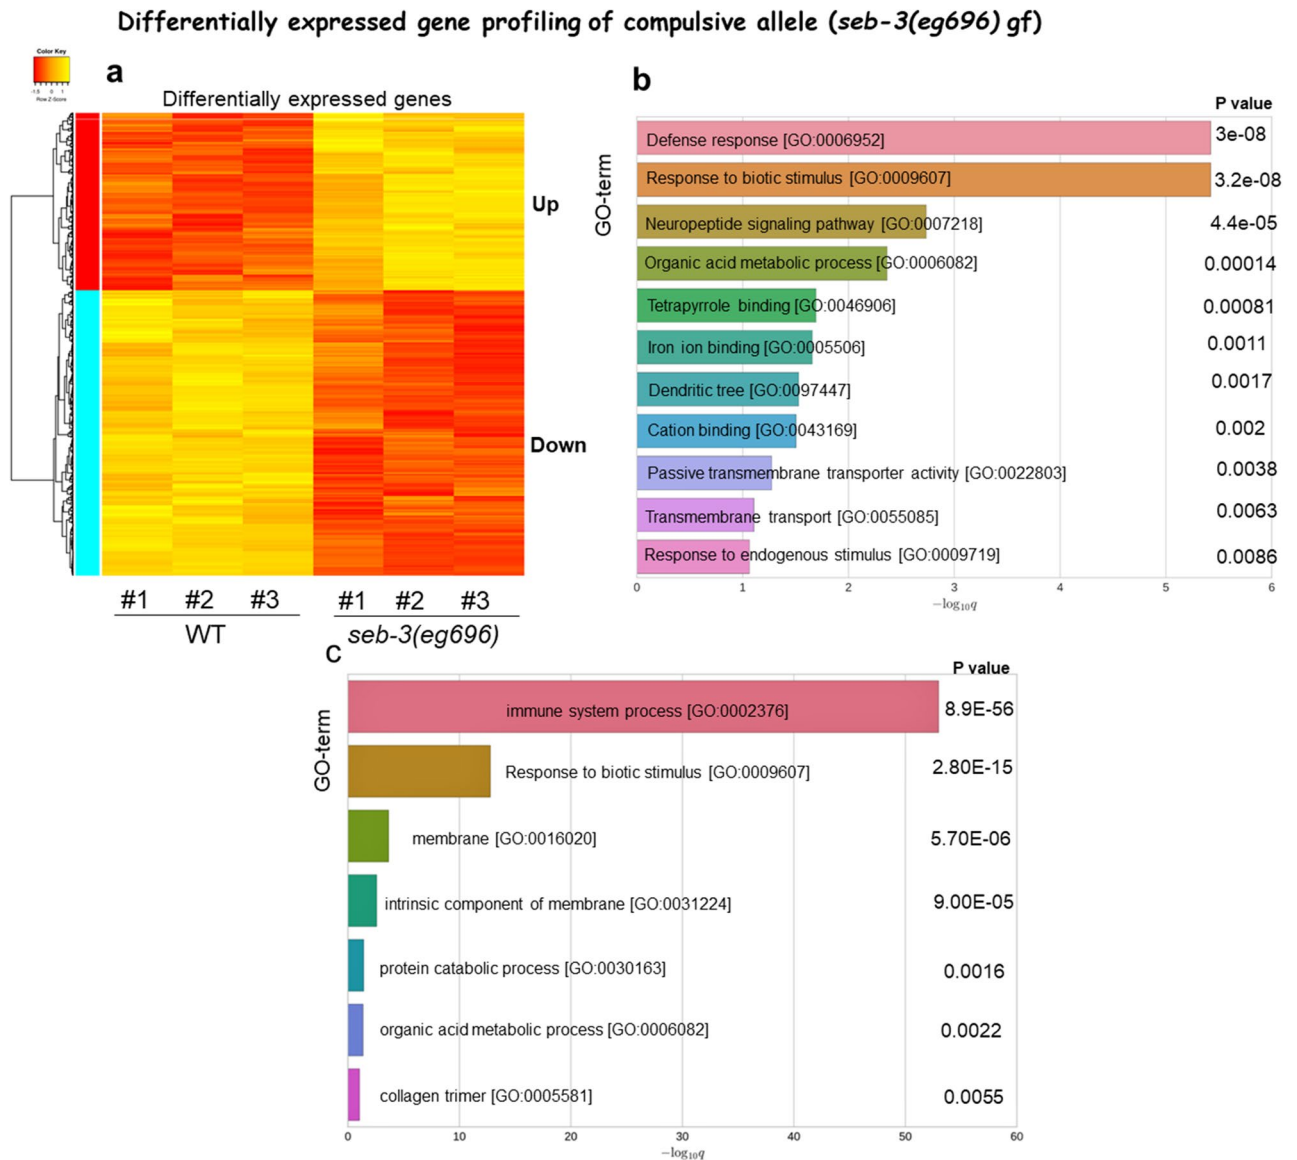 Differentially expressed gene profiling of compulsive allele (seb-3(eg696) gf)
Color Key
-1.5 0 1
Row Z-Score
a
Differentially expressed genes
Up
Down
#1 #2 #3 #1 #2 #3
WT seb-3(eg696)
b
P value
GO-term
Defense response [GO:0006952] 3e-08
Response to biotic stimulus [GO:0009607] 3.2e-08
Neuropeptide signaling pathway [GO:0007218] 4.4e-05
Organic acid metabolic process [GO:0006082] 0.00014
Tetrapyrrole binding [GO:0046906] 0.00081
Iron ion binding [GO:0005506] 0.0011
Dendritic tree [GO:0097447] 0.0017
Cation binding [GO:0043169] 0.002
Passive transmembrane transporter activity [GO:0022803] 0.0038
Transmembrane transport [GO:0055085] 0.0063
Response to endogenous stimulus [GO:0009719] 0.0086
0 1 2 3 4 5 6
−log₁₀q
c
P value
GO-term
immune system process [GO:0002376] 8.9E-56
Response to biotic stimulus [GO:0009607] 2.80E-15
membrane [GO:0016020] 5.70E-06
intrinsic component of membrane [GO:0031224] 9.00E-05
protein catabolic process [GO:0030163] 0.0016
organic acid metabolic process [GO:0006082] 0.0022
collagen trimer [GO:0005581] 0.0055
0 10 20 30 40 50 60
−log₁₀q